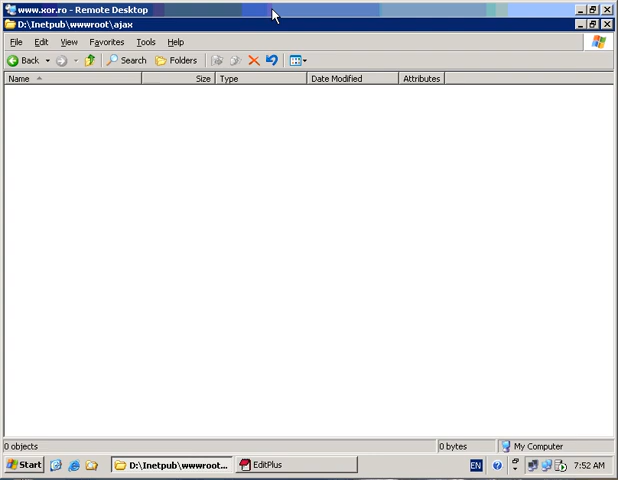 www.xor.ro - Remote Desktop
D:\Inetpub\wwwroot\ajax
File Edit View Favorites Tools Help
Back Search Folders
Name Size Type Date Modified Attributes
0 objects 0 bytes My Computer
Start D:\Inetpub\wwwroot... EditPlus EN 7:52 AM